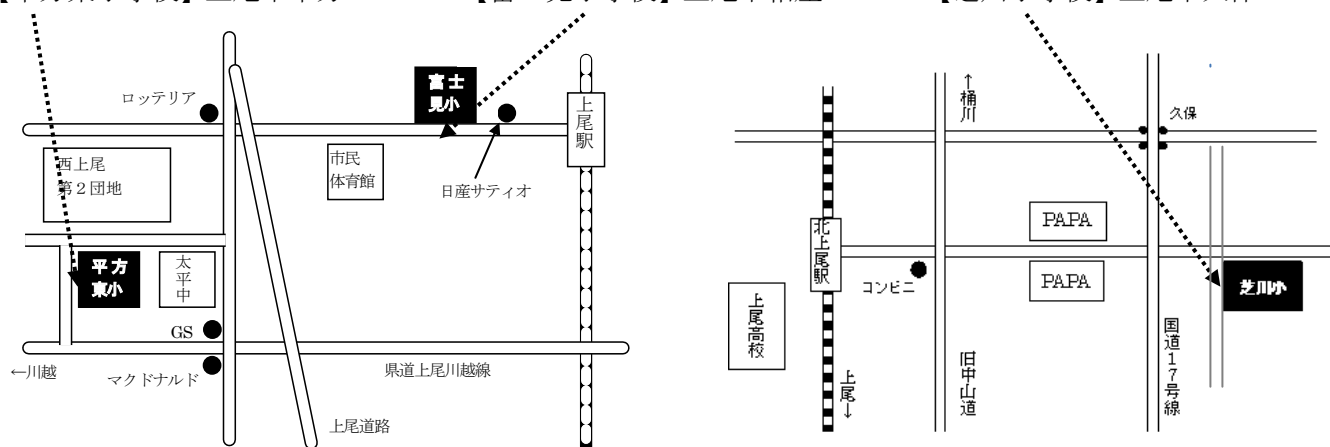 ロッテリア
富士
見小
上尾駅
西上尾
第２団地
市民
体育館
日産サティオ
平方
東小
太平中
GS
←川越
マクドナルド
県道上尾川越線
上尾道路
←桶川
久保
PAPA
北上尾駅
コンビニ
PAPA
芝川小
上尾高校
国道１７号線
上尾→
旧中山道